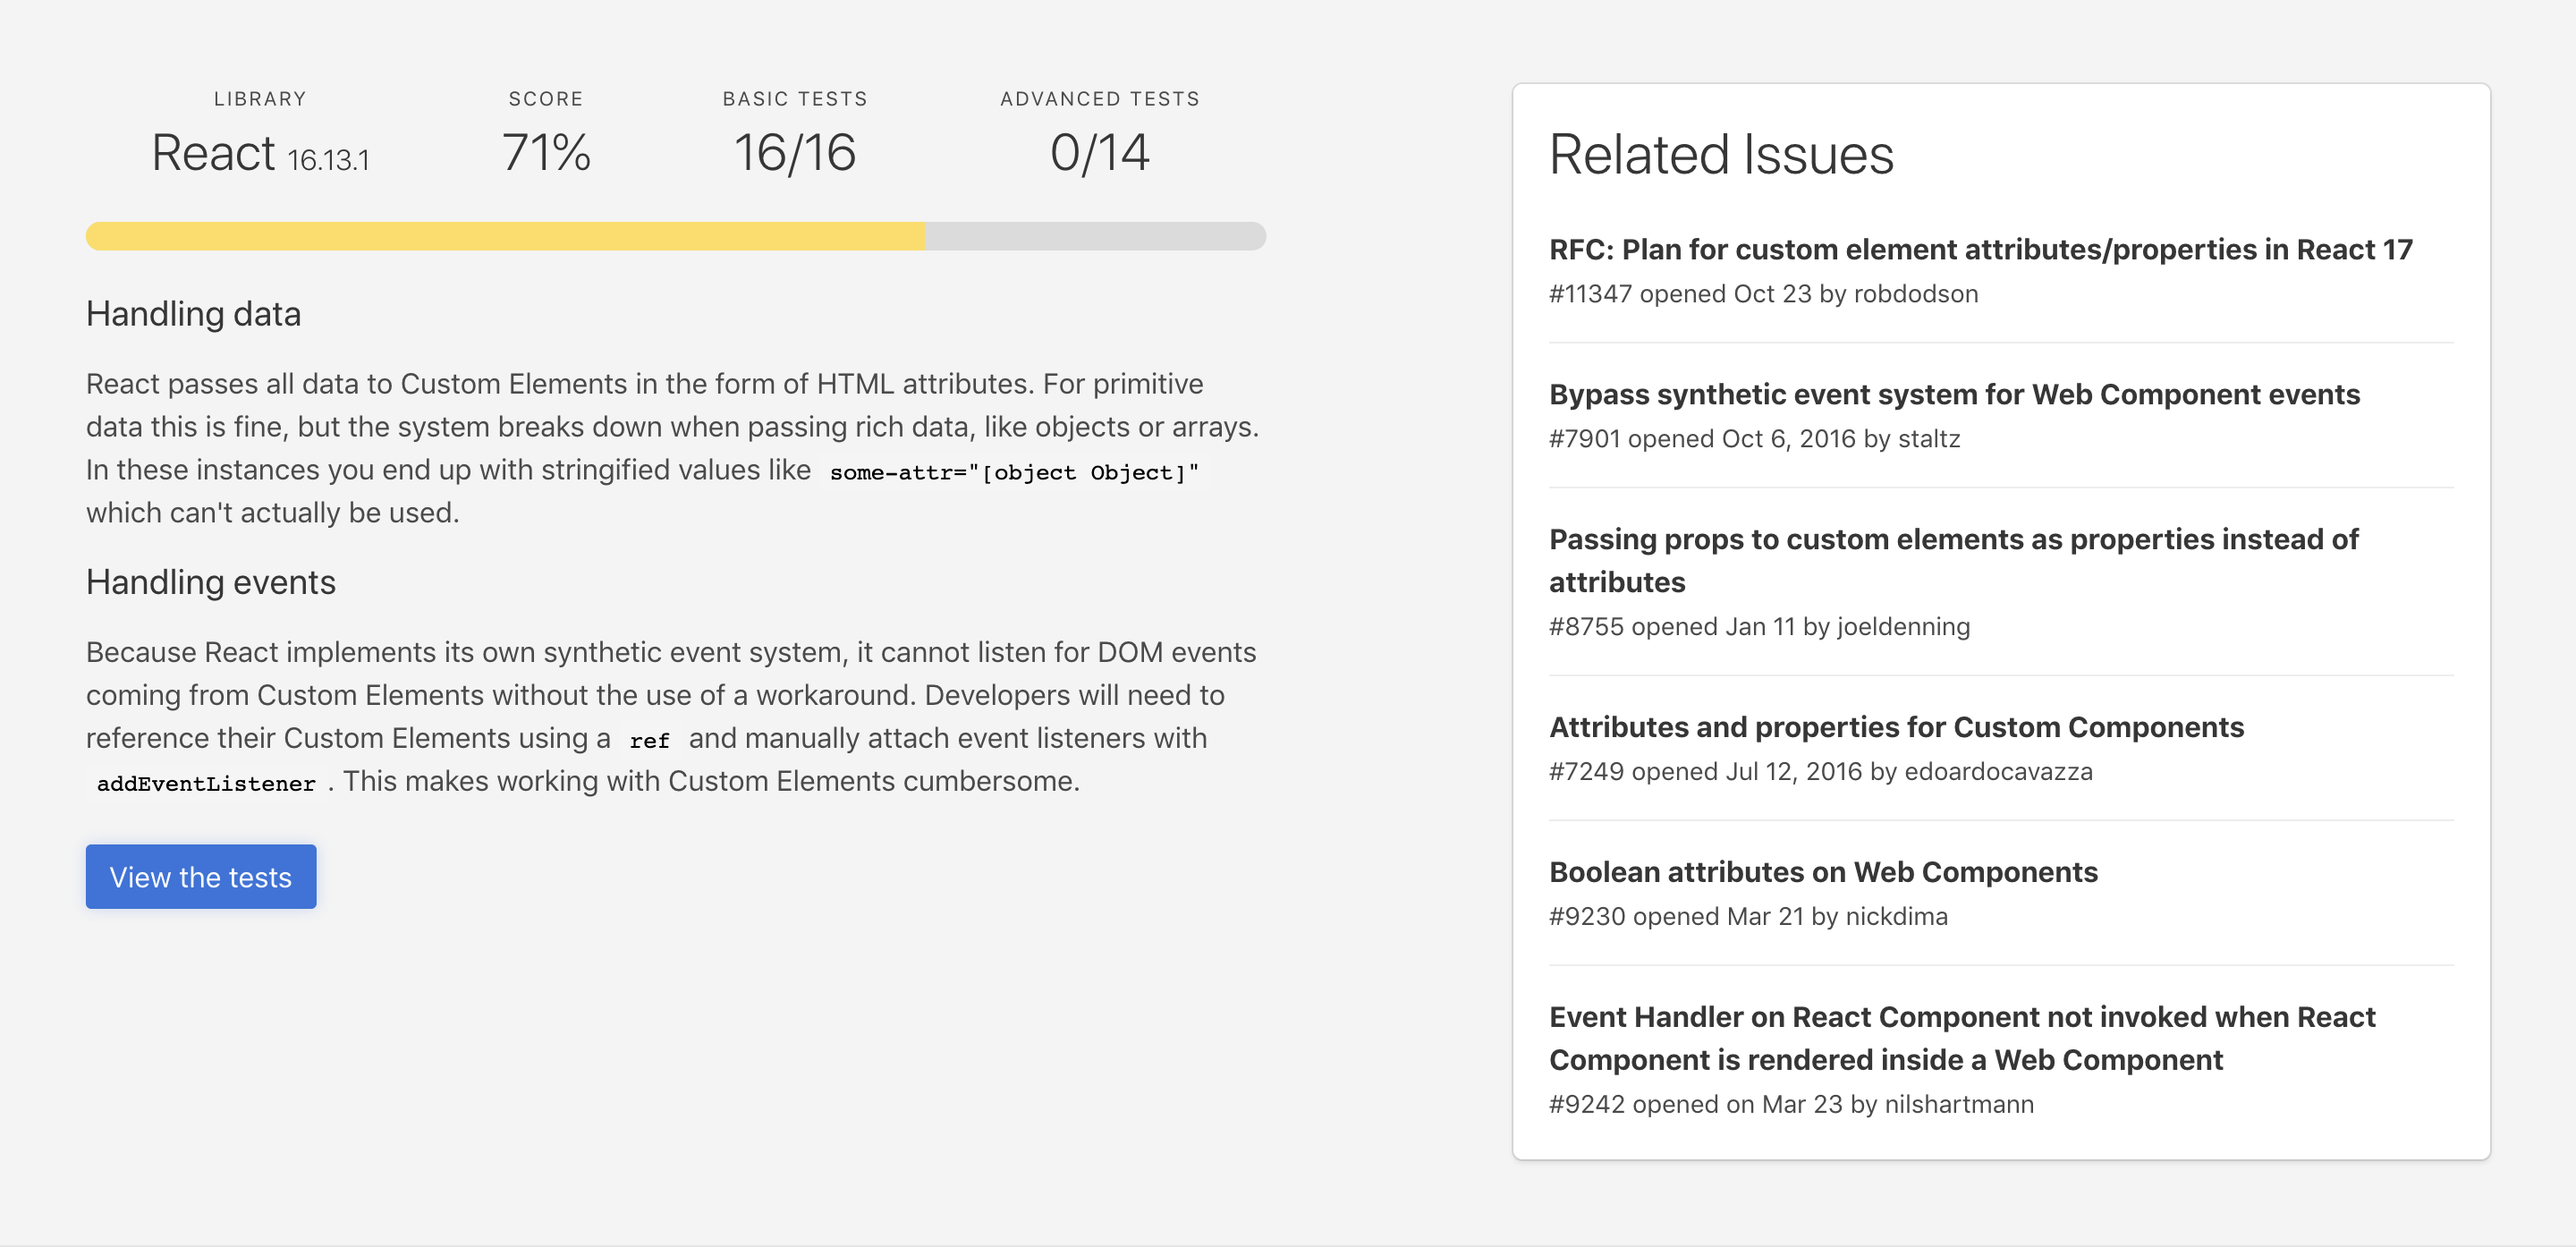 LIBRARY
React 16.13.1
SCORE
71%
BASIC TESTS
16/16
ADVANCED TESTS
0/14
Handling data
React passes all data to Custom Elements in the form of HTML attributes. For primitive
data this is fine, but the system breaks down when passing rich data, like objects or arrays.
In these instances you end up with stringified values like some-attr="[object Object]"
which can't actually be used.
Handling events
Because React implements its own synthetic event system, it cannot listen for DOM events
coming from Custom Elements without the use of a workaround. Developers will need to
reference their Custom Elements using a ref and manually attach event listeners with
addEventListener . This makes working with Custom Elements cumbersome.
View the tests
Related Issues
RFC: Plan for custom element attributes/properties in React 17
#11347 opened Oct 23 by robdodson
Bypass synthetic event system for Web Component events
#7901 opened Oct 6, 2016 by staltz
Passing props to custom elements as properties instead of
attributes
#8755 opened Jan 11 by joeldenning
Attributes and properties for Custom Components
#7249 opened Jul 12, 2016 by edoardocavazza
Boolean attributes on Web Components
#9230 opened Mar 21 by nickdima
Event Handler on React Component not invoked when React
Component is rendered inside a Web Component
#9242 opened on Mar 23 by nilshartmann